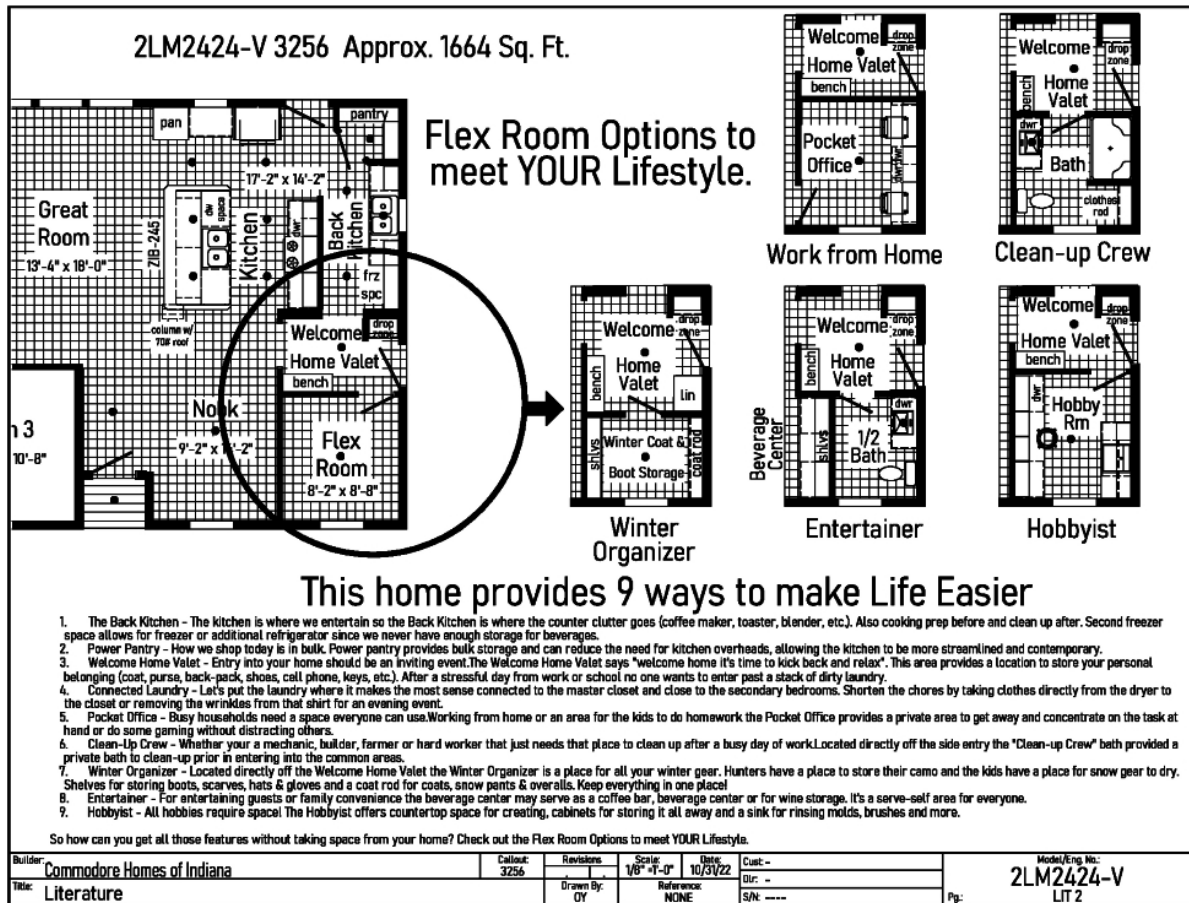 2LM2424-V 3256 Approx. 1664 Sq. Ft.
Flex Room Options to
meet YOUR Lifestyle.
pan
pantry
17'-2" x 14'-2"
Great
Room
13'-4" x 18'-0"
ZIB-245
dw
space
Kitchen
dwr
Back
Kitchen
frz
spc
column w/
70# roof
Welcome
Home Valet
drop
zone
bench
Nook
9'-2" x
Flex
Room
8'-2" x 8'-8"
3
10'-8"
Welcome
Home Valet
drop
zone
bench
Pocket
Office
dwr dwr
Work from Home
Welcome
Home
Valet
drop
zone
bench
dwr
Bath
clothes
rod
Clean-up Crew
Welcome
Home
Valet
drop
zone
bench
lin
shlvs
Winter Coat &
Boot Storage
coat rod
Winter
Organizer
Welcome
Home
Valet
drop
zone
bench
Beverage
Center
shlvs
dwr
1/2
Bath
Entertainer
Welcome
Home Valet
drop
zone
bench
dwr
Hobby
Rm
Hobbyist
This home provides 9 ways to make Life Easier
1. The Back Kitchen - The kitchen is where we entertain so the Back Kitchen is where the counter clutter goes (coffee maker, toaster, blender, etc.). Also cooking prep before and clean up after. Second freezer
space allows for freezer or additional refrigerator since we never have enough storage for beverages.
2. Power Pantry - How we shop today is in bulk. Power pantry provides bulk storage and can reduce the need for kitchen overheads, allowing the kitchen to be more streamlined and contemporary.
3. Welcome Home Valet - Entry into your home should be an inviting event.The Welcome Home Valet says "welcome home it's time to kick back and relax". This area provides a location to store your personal
belonging (coat, purse, back-pack, shoes, cell phone, keys, etc.). After a stressful day from work or school no one wants to enter past a stack of dirty laundry.
4. Connected Laundry - Let's put the laundry where it makes the most sense connected to the master closet and close to the secondary bedrooms. Shorten the chores by taking clothes directly from the dryer to
the closet or removing the wrinkles from that shirt for an evening event.
5. Pocket Office - Busy households need a space everyone can use.Working from home or an area for the kids to do homework the Pocket Office provides a private area to get away and concentrate on the task at
hand or do some gaming without distracting others.
6. Clean-Up Crew - Whether your a mechanic, builder, farmer or hard worker that just needs that place to clean up after a busy day of work.Located directly off the side entry the "Clean-up Crew" bath provided a
private bath to clean-up prior in entering into the common areas.
7. Winter Organizer - Located directly off the Welcome Home Valet the Winter Organizer is a place for all your winter gear. Hunters have a place to store their camo and the kids have a place for snow gear to dry.
Shelves for storing boots, scarves, hats & gloves and a coat rod for coats, snow pants & overalls. Keep everything in one place!
8. Entertainer - For entertaining guests or family convenience the beverage center may serve as a coffee bar, beverage center or for wine storage. It's a serve-self area for everyone.
9. Hobbyist - All hobbies require space! The Hobbyist offers countertop space for creating, cabinets for storing it all away and a sink for rinsing molds, brushes and more.
So how can you get all those features without taking space from your home? Check out the Flex Room Options to meet YOUR Lifestyle.
Builder: Commodore Homes of Indiana
Title: Literature
Callout: 3256
Revisions
Scale: 1/8" =1'-0"
Date: 10/31/22
Drawn By: OY
Reference: NONE
Cust: -
Dlr: -
S/N: ----
Model/Eng. No.:
2LM2424-V
Pg.: LIT 2